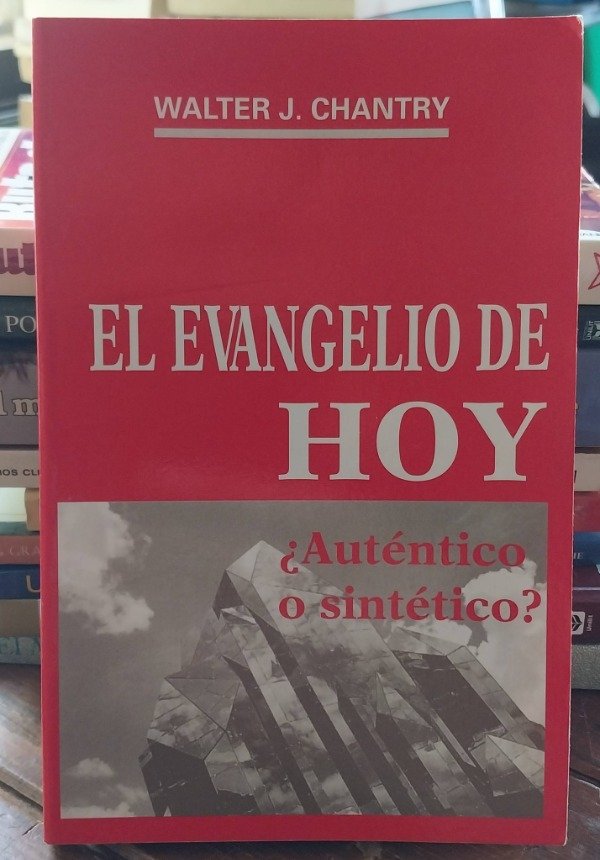 WALTER J. CHANTRY
EL EVANGELIO DE
HOY
¿Auténtico
o sintético?